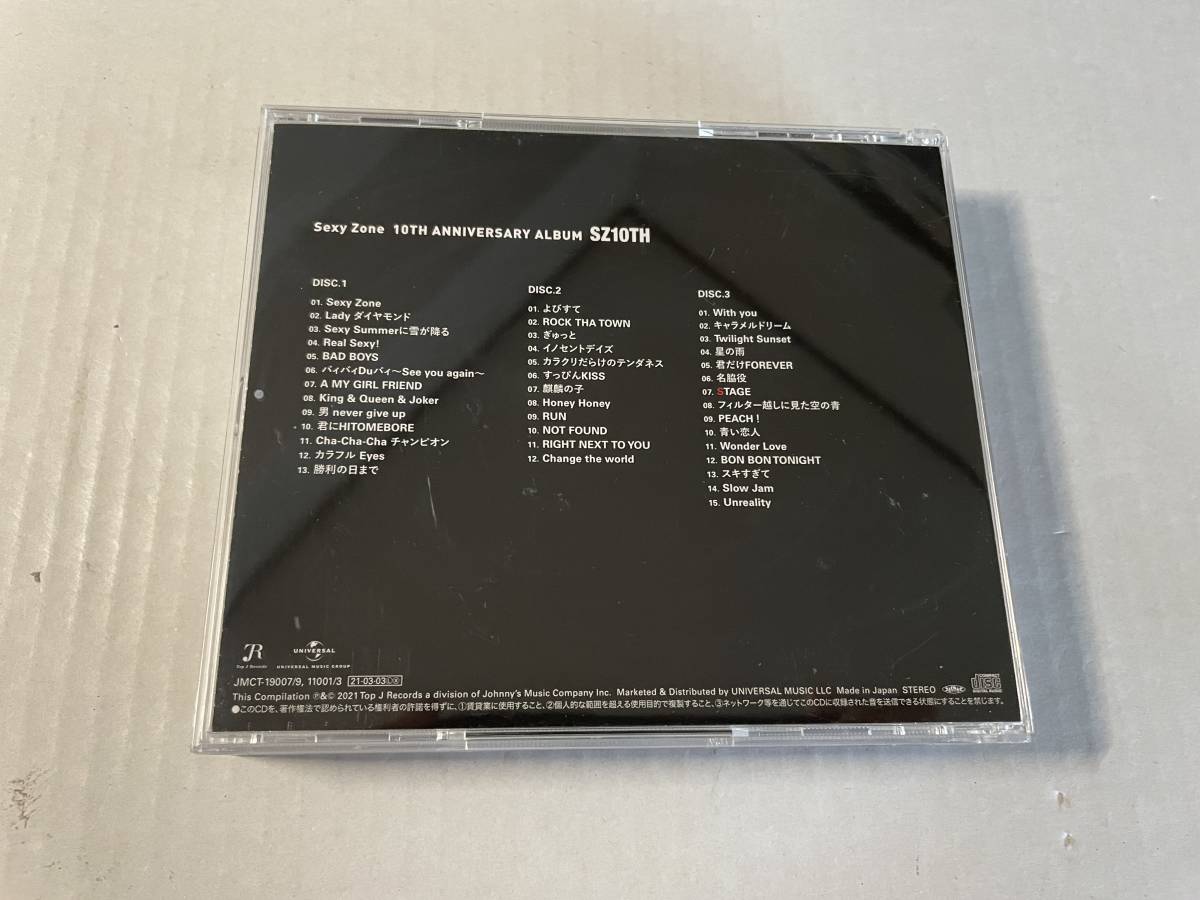 Sexy Zone 10TH ANNIVERSARY ALBUM SZ10TH
DISC.1
01. Sexy Zone
02. Lady ダイヤモンド
03. Sexy Summerに雪が降る
04. Real Sexy!
05. BAD BOYS
06. バィバィDuバィ〜See you again〜
07. A MY GIRL FRIEND
08. King & Queen & Joker
09. 男 never give up
10. 君にHITOMEBORE
11. Cha-Cha-Cha チャンピオン
12. カラフル Eyes
13. 勝利の日まで
DISC.2
01. よびすて
02. ROCK THA TOWN
03. ぎゅっと
04. イノセントデイズ
05. カラクリだらけのテンダネス
06. すっぴんKISS
07. 麒麟の子
08. Honey Honey
09. RUN
10. NOT FOUND
11. RIGHT NEXT TO YOU
12. Change the world
DISC.3
01. With you
02. キャラメルドリーム
03. Twilight Sunset
04. 星の雨
05. 君だけFOREVER
06. 名脇役
07. STAGE
08. フィルター越しに見た空の青
09. PEACH！
10. 青い恋人
11. Wonder Love
12. BON BON TONIGHT
13. スキすぎて
14. Slow Jam
15. Unreality
JR
Top J Records
UNIVERSAL
UNIVERSAL MUSIC GROUP
JMCT-19007/9, 11001/3 21-03-03 Ⓛ Ⓧ
COMPACT disc DIGITAL AUDIO
This Compilation ℗&© 2021 Top J Records a division of Johnny's Music Company Inc. Marketed & Distributed by UNIVERSAL MUSIC LLC Made in Japan STEREO
●このCDを、著作権法で認められている権利者の許諾を得ずに、①賃貸業に使用すること、②個人的な範囲を超える使用目的で複製すること、③ネットワーク等を通じてこのCDに収録された音を送信できる状態にすることを禁じます。